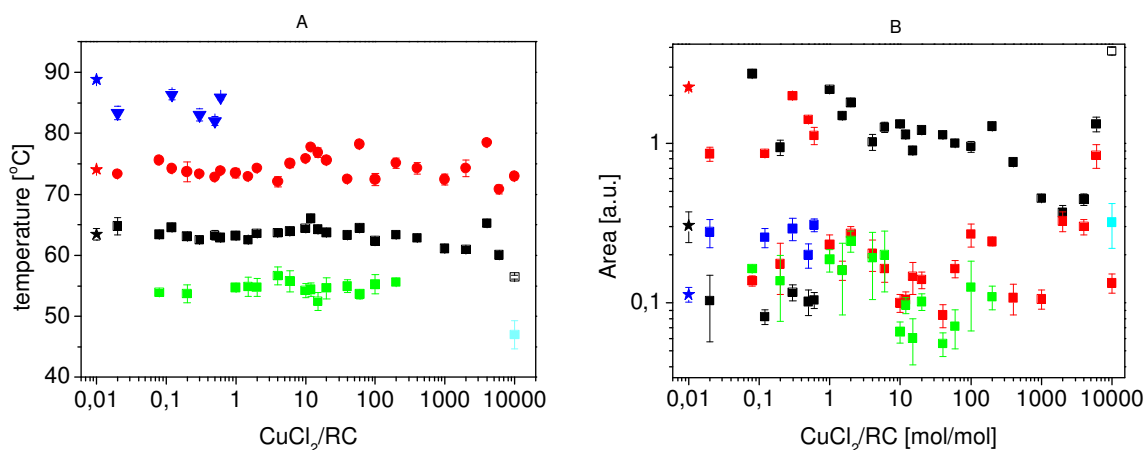 A
temperature [°C]
90
80
70
60
50
40
0,01 0,1 1 10 100 1000 10000
CuCl₂/RC
B
Area [a.u.]
1
0,1
0,01 0,1 1 10 100 1000 10000
CuCl₂/RC [mol/mol]